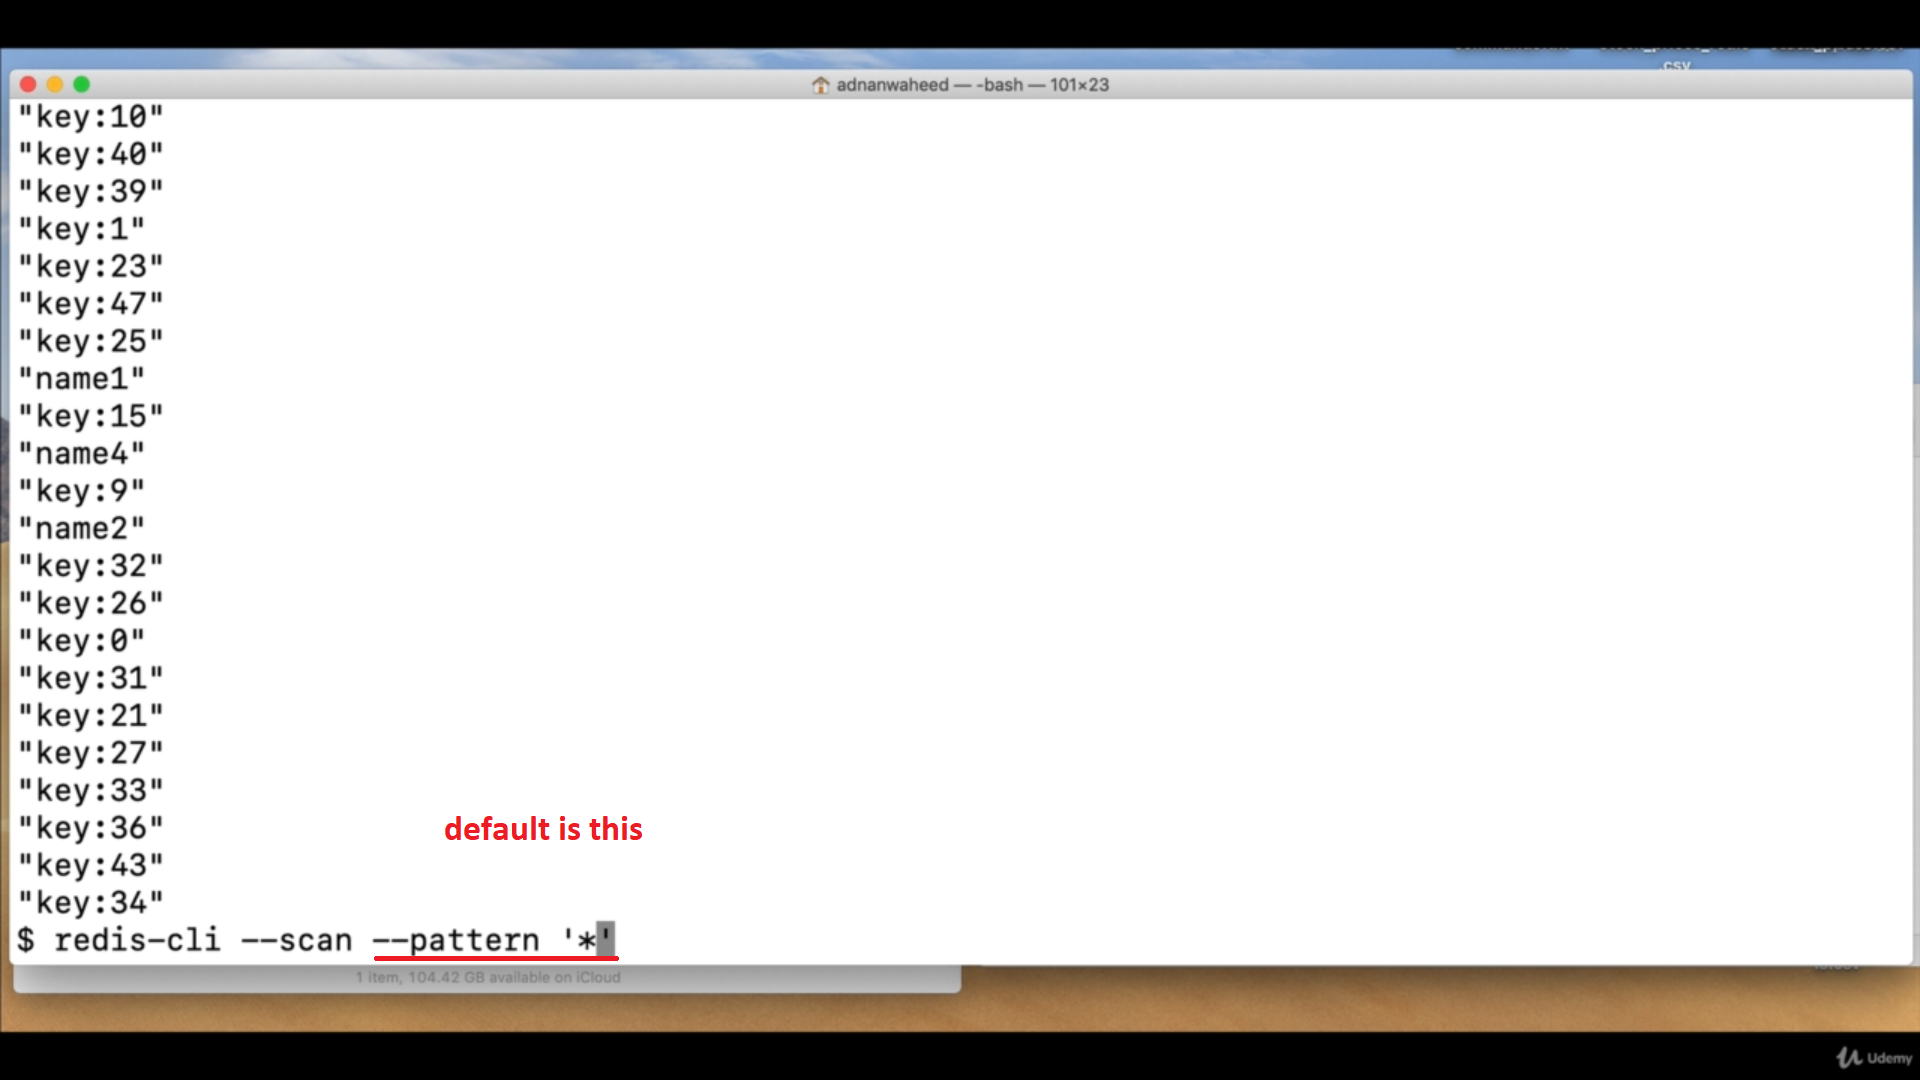 .csv
adnanwaheed — -bash — 101×23
"key:10"
"key:40"
"key:39"
"key:1"
"key:23"
"key:47"
"key:25"
"name1"
"key:15"
"name4"
"key:9"
"name2"
"key:32"
"key:26"
"key:0"
"key:31"
"key:21"
"key:27"
"key:33"
"key:36"
default is this
"key:43"
"key:34"
$ redis-cli --scan --pattern '*'
1 item, 104.42 GB available on iCloud
Udemy